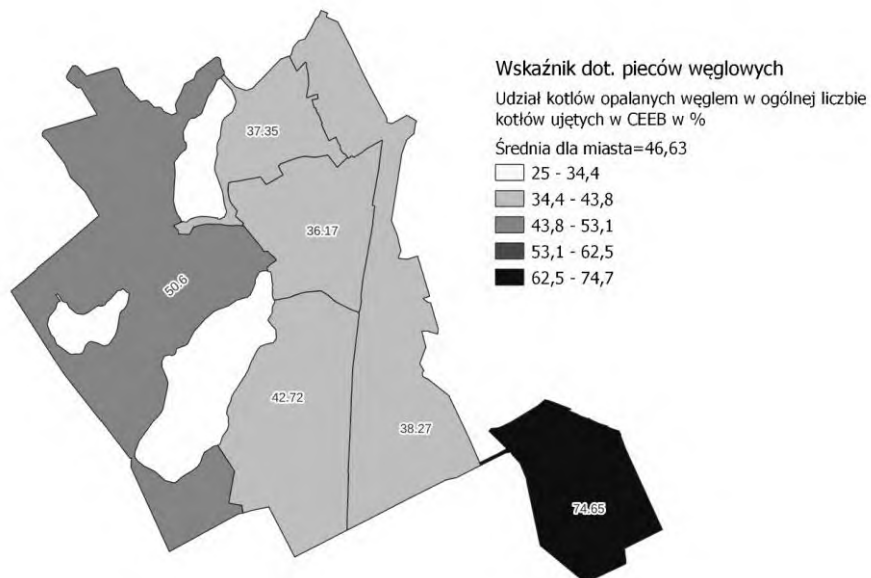 Wskaźnik dot. pieców węglowych
Udział kotłów opalanych węglem w ogólnej liczbie
kotłów ujętych w CEEB w %
Średnia dla miasta=46,63
25 - 34,4
34,4 - 43,8
43,8 - 53,1
53,1 - 62,5
62,5 - 74,7
37.35
36.17
50.6
42.72
38.27
74.65